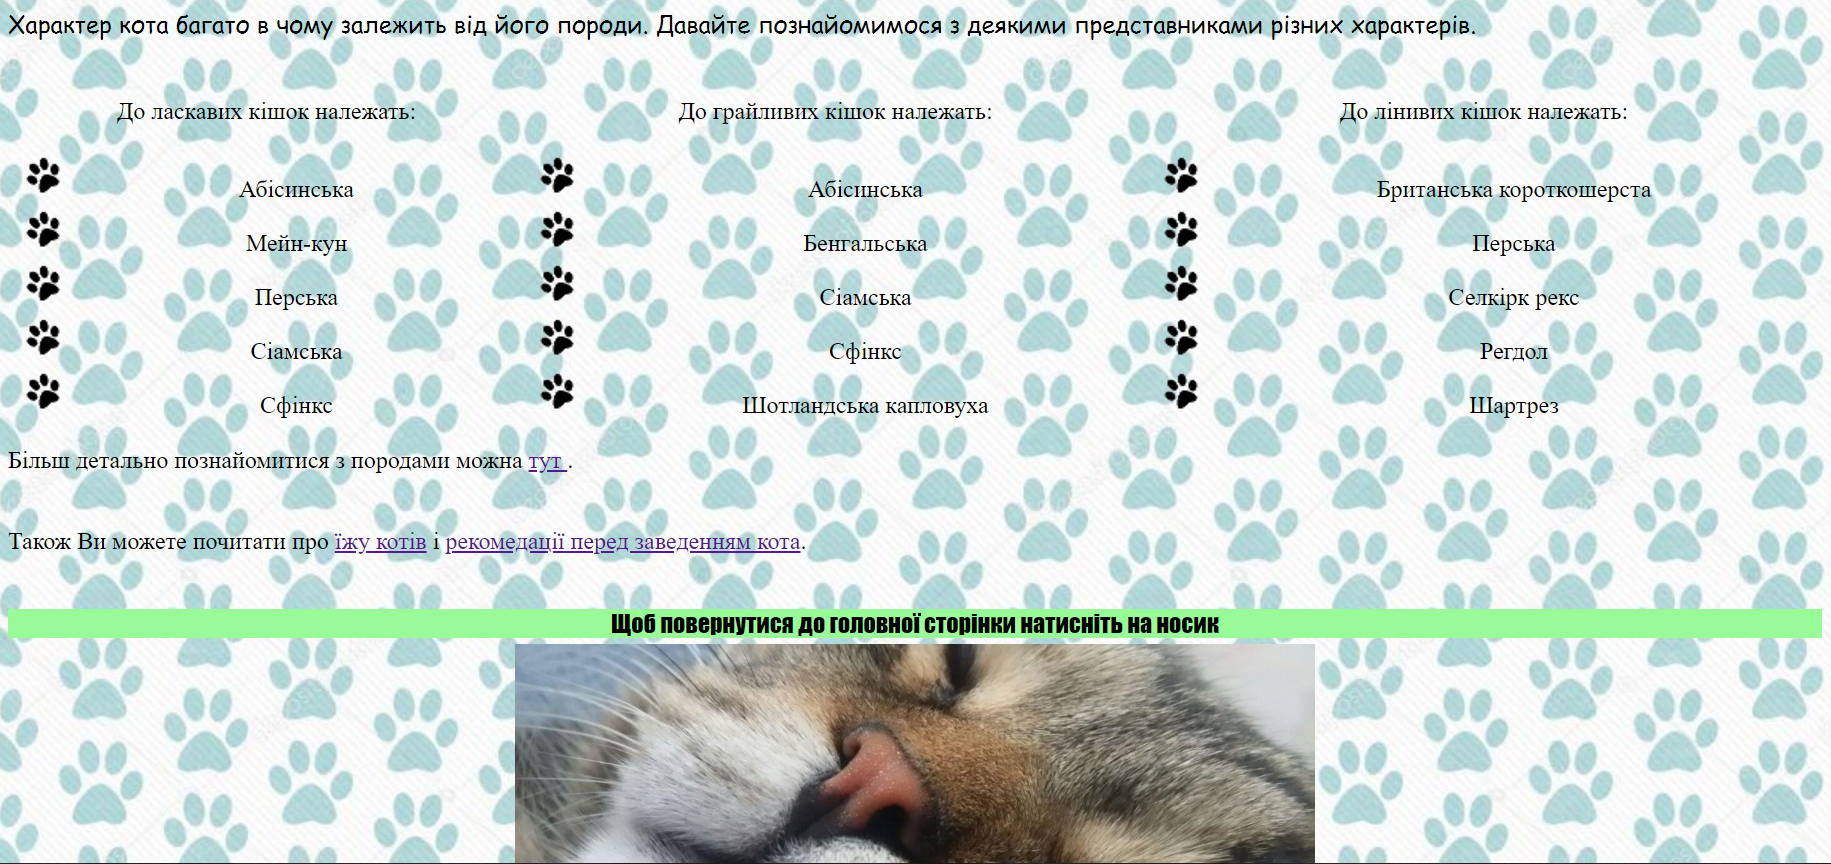 Характер кота багато в чому залежить від його породи. Давайте познайомимося з деякими представниками різних характерів.
До ласкавих кішок належать:
До грайливих кішок належать:
До лінивих кішок належать:
Абісинська
Абісинська
Британська короткошерста
Мейн-кун
Бенгальська
Перська
Перська
Сіамська
Селкірк рекс
Сіамська
Сфінкс
Регдол
Сфінкс
Шотландська капловуха
Шартрез
Більш детально познайомитися з породами можна тут .
Також Ви можете почитати про їжу котів і рекомедації перед заведенням кота.
Щоб повернутися до головної сторінки натисніть на носик